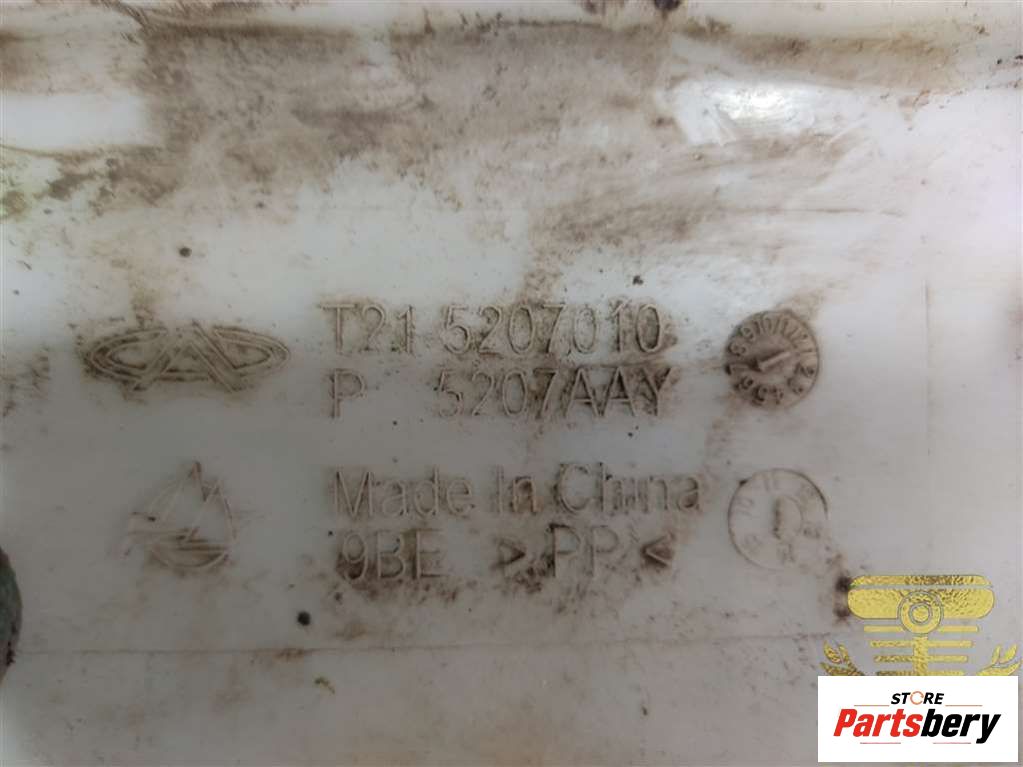 T21 5207010
P 5207AAY
Made In China
9BE >PP<
STORE
Partsbery